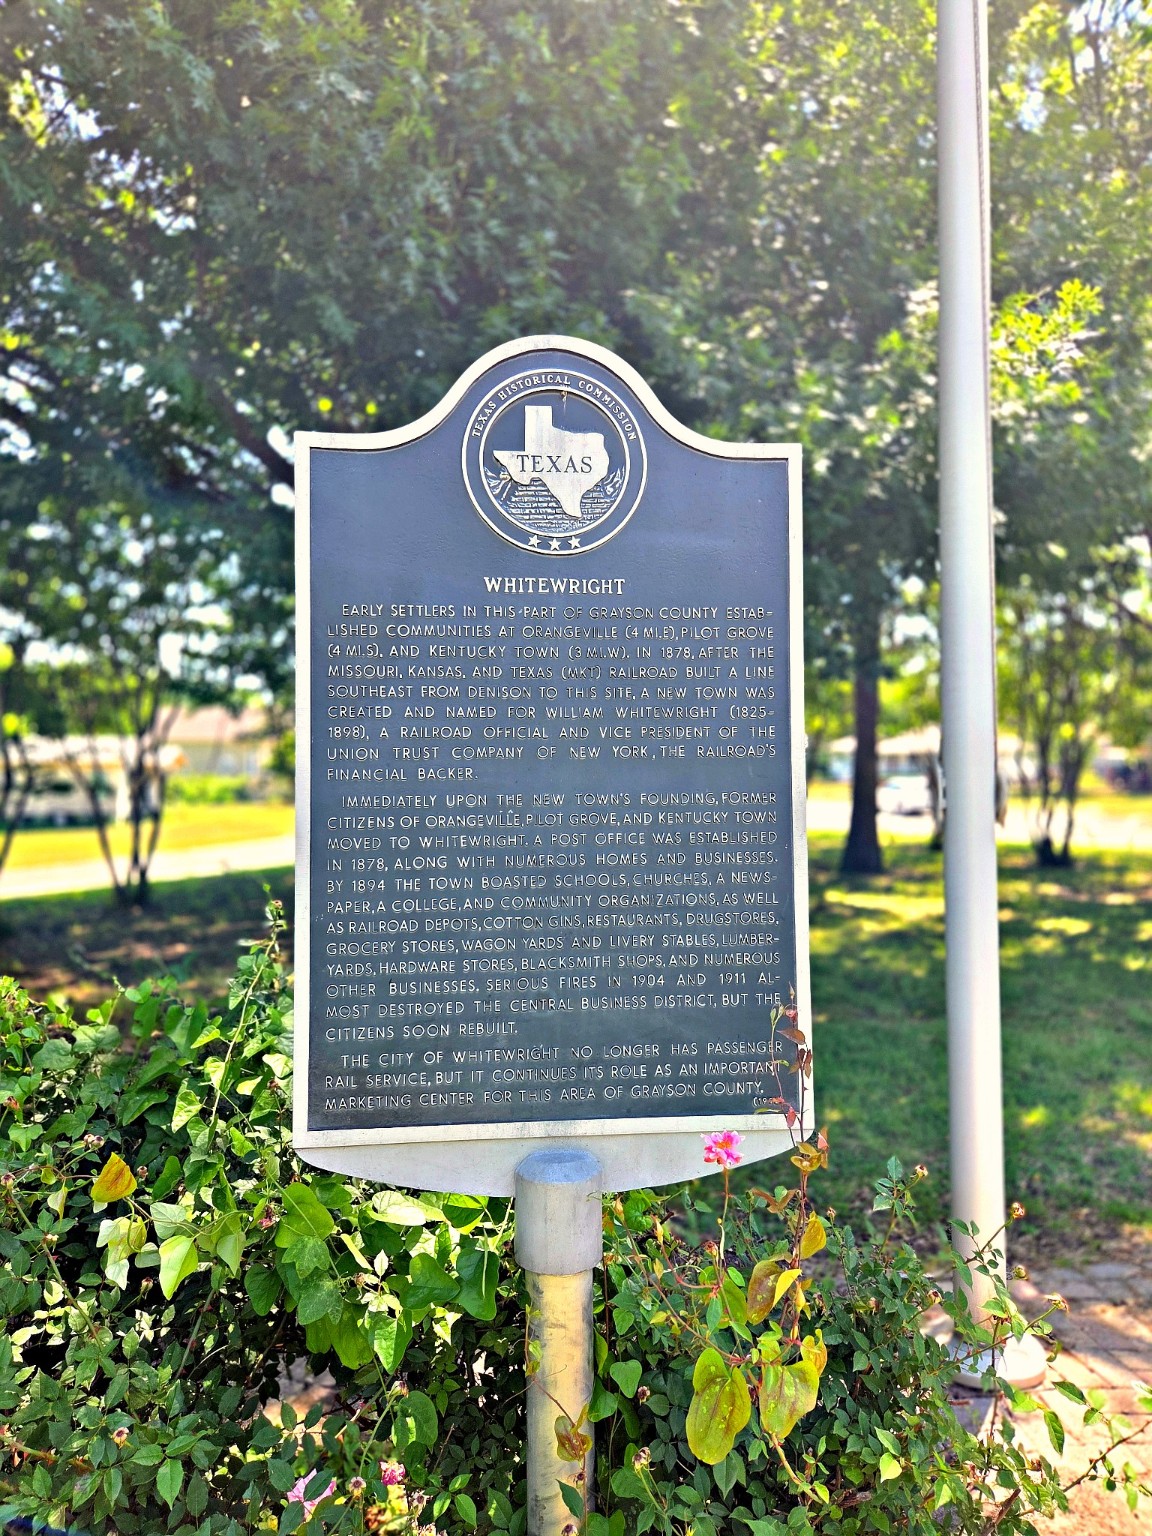 TEXAS HISTORICAL COMMISSION
TEXAS
WHITEWRIGHT
EARLY SETTLERS IN THIS PART OF GRAYSON COUNTY ESTAB-
LISHED COMMUNITIES AT ORANGEVILLE (4 MI.E), PILOT GROVE
(4 MI.S), AND KENTUCKY TOWN (3 MI.W). IN 1878, AFTER THE
MISSOURI, KANSAS, AND TEXAS (MKT) RAILROAD BUILT A LINE
SOUTHEAST FROM DENISON TO THIS SITE, A NEW TOWN WAS
CREATED AND NAMED FOR WILLIAM WHITEWRIGHT (1825-
1898), A RAILROAD OFFICIAL AND VICE PRESIDENT OF THE
UNION TRUST COMPANY OF NEW YORK, THE RAILROAD'S
FINANCIAL BACKER.
IMMEDIATELY UPON THE NEW TOWN'S FOUNDING, FORMER
CITIZENS OF ORANGEVILLE, PILOT GROVE, AND KENTUCKY TOWN
MOVED TO WHITEWRIGHT. A POST OFFICE WAS ESTABLISHED
IN 1878, ALONG WITH NUMEROUS HOMES AND BUSINESSES.
BY 1894 THE TOWN BOASTED SCHOOLS, CHURCHES, A NEWS-
PAPER, A COLLEGE, AND COMMUNITY ORGANIZATIONS, AS WELL
AS RAILROAD DEPOTS, COTTON GINS, RESTAURANTS, DRUGSTORES,
GROCERY STORES, WAGON YARDS AND LIVERY STABLES, LUMBER-
YARDS, HARDWARE STORES, BLACKSMITH SHOPS, AND NUMEROUS
OTHER BUSINESSES. SERIOUS FIRES IN 1904 AND 1911 AL-
MOST DESTROYED THE CENTRAL BUSINESS DISTRICT, BUT THE
CITIZENS SOON REBUILT.
THE CITY OF WHITEWRIGHT NO LONGER HAS PASSENGER
RAIL SERVICE, BUT IT CONTINUES ITS ROLE AS AN IMPORTANT
MARKETING CENTER FOR THIS AREA OF GRAYSON COUNTY.